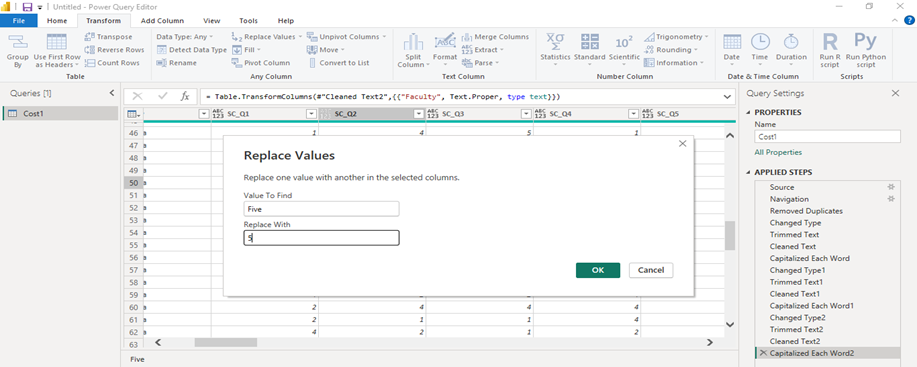 Untitled - Power Query Editor
File Home Transform Add Column View Tools Help
Group By
Use First Row as Headers
Transpose
Reverse Rows
Count Rows
Table
Data Type: Any
Detect Data Type
Rename
Replace Values
Fill
Move
Unpivot Columns
Pivot Column
Convert to List
Any Column
Split Column
Format
Merge Columns
Extract
Parse
Text Column
Statistics
Standard
Scientific
Trigonometry
Rounding
Information
Number Column
Date
Time
Duration
Date & Time Column
Run R script
Run Python script
Scripts
Queries [1]
Cost1
= Table.TransformColumns(#"Cleaned Text2",{{"Faculty", Text.Proper, type text}})
SC_Q1 SC_Q2 SC_Q3 SC_Q4 SC_Q5
46 a 1 4 5 1
47 a
48 a
49 a
50 a
51 a
52 a
53 a
54 a
55 a
56 a
57 a
58 a
59 a
60 a 2 4 4 4
61 a 2 1 4 4
62 a 4 2 1 2
63
Replace Values
Replace one value with another in the selected columns.
Value To Find
Five
Replace With
5
OK Cancel
Five
Query Settings
PROPERTIES
Name
Cost1
All Properties
APPLIED STEPS
Source
Navigation
Removed Duplicates
Changed Type
Trimmed Text
Cleaned Text
Capitalized Each Word
Changed Type1
Trimmed Text1
Cleaned Text1
Capitalized Each Word1
Changed Type2
Trimmed Text2
Cleaned Text2
Capitalized Each Word2